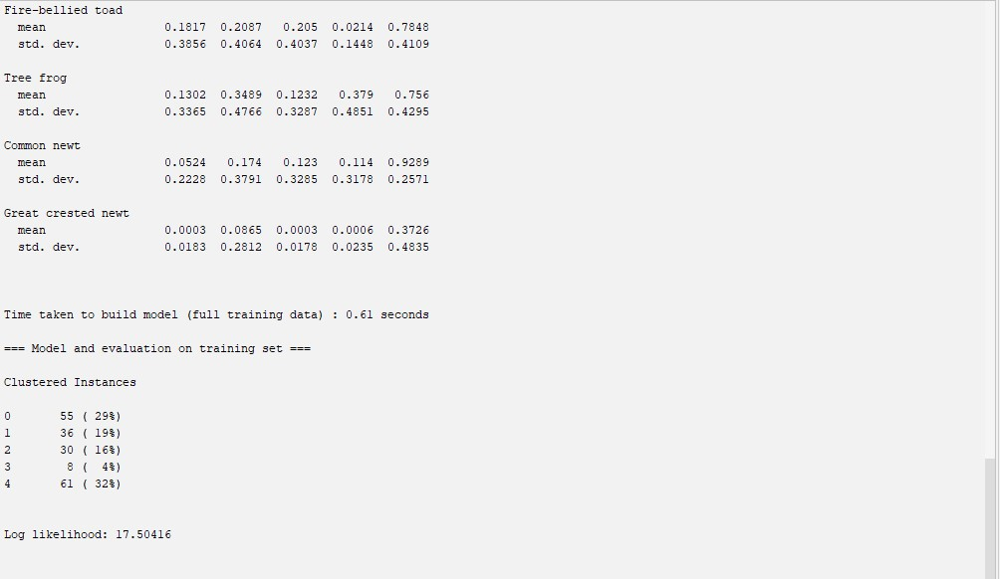 Fire-bellied toad
  mean                 0.1817  0.2087   0.205  0.0214  0.7848
  std. dev.            0.3856  0.4064  0.4037  0.1448  0.4109

Tree frog
  mean                 0.1302  0.3489  0.1232   0.379   0.756
  std. dev.            0.3365  0.4766  0.3287  0.4851  0.4295

Common newt
  mean                 0.0524   0.174   0.123   0.114  0.9289
  std. dev.            0.2228  0.3791  0.3285  0.3178  0.2571

Great crested newt
  mean                 0.0003  0.0865  0.0003  0.0006  0.3726
  std. dev.            0.0183  0.2812  0.0178  0.0235  0.4835

Time taken to build model (full training data) : 0.61 seconds

=== Model and evaluation on training set ===

Clustered Instances

0       55 ( 29%)
1       36 ( 19%)
2       30 ( 16%)
3        8 (  4%)
4       61 ( 32%)

Log likelihood: 17.50416